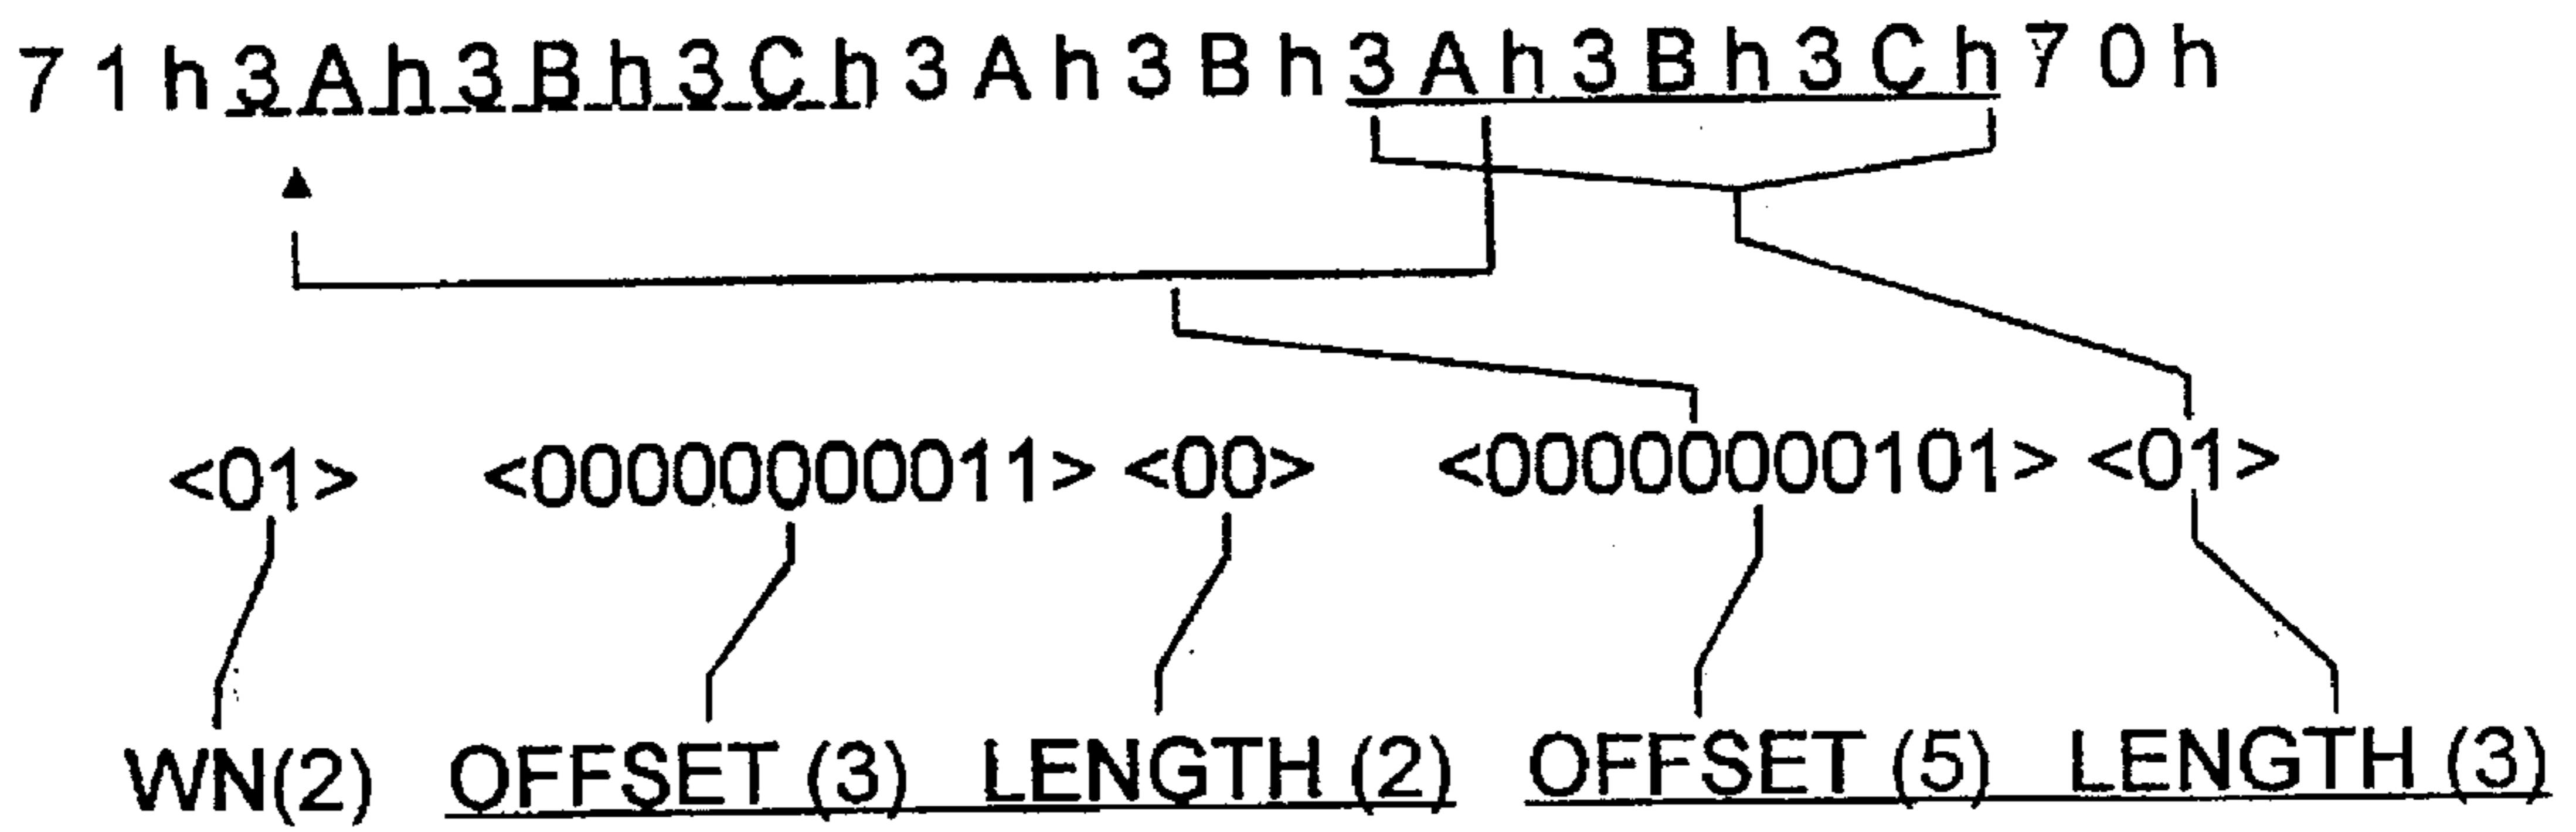 71h3Ah3Bh3Ch3Ah3Bh3Ah3Bh3Ch70h
<01> <00000000011> <00> <00000000101> <01>
WN(2) OFFSET (3) LENGTH (2) OFFSET (5) LENGTH (3)